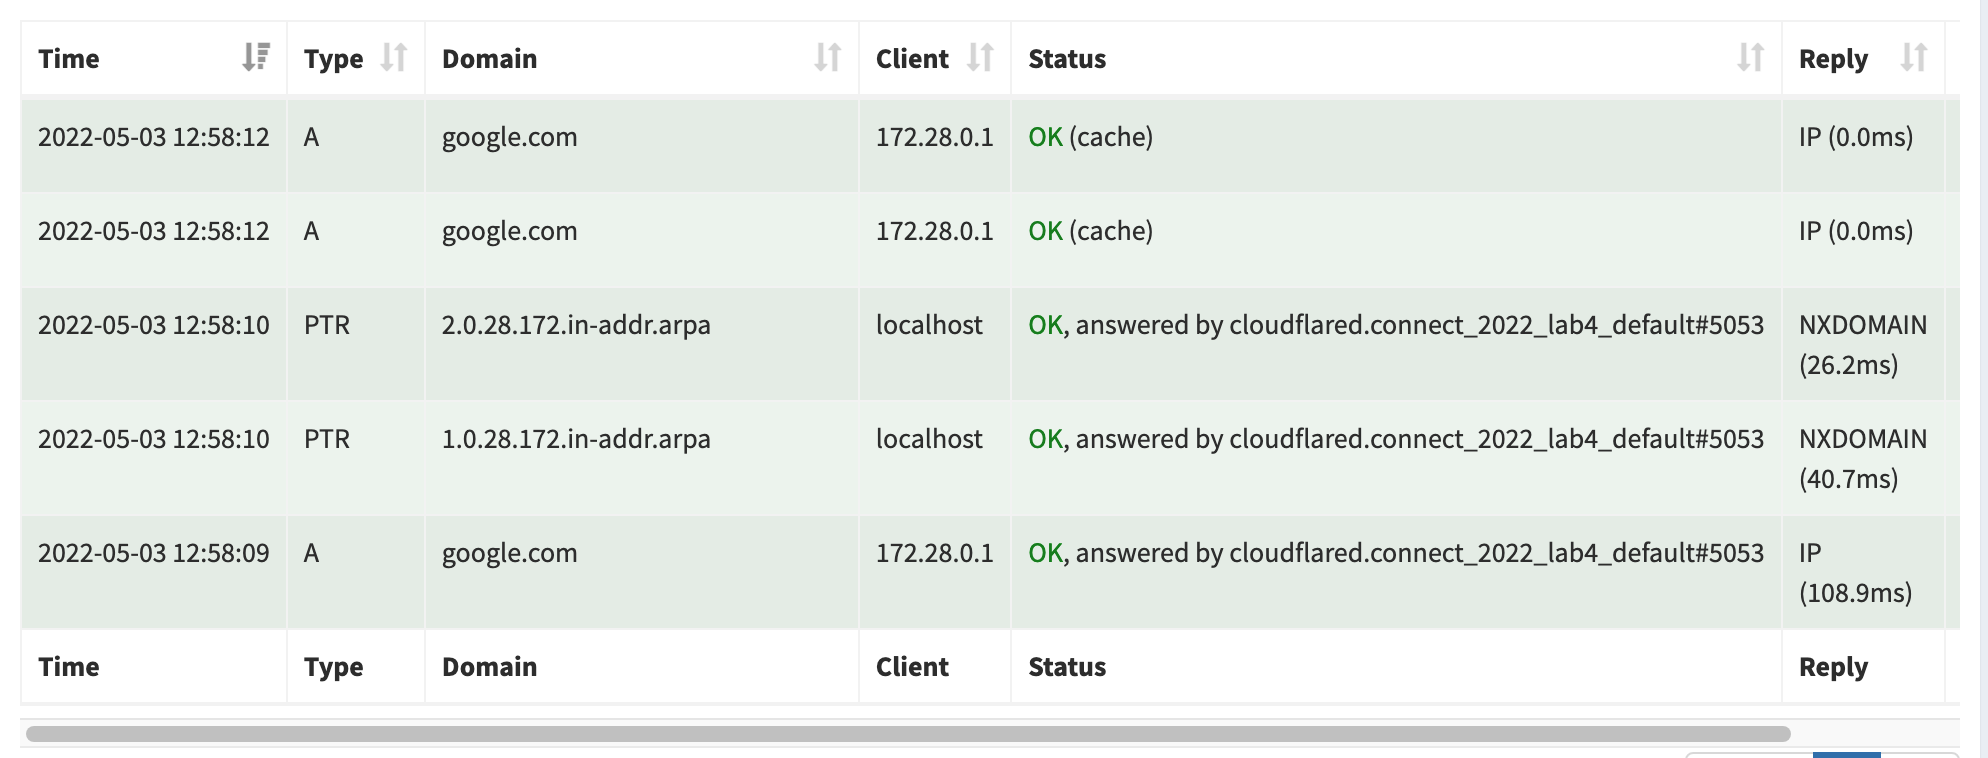 Time Type Domain Client Status Reply
2022-05-03 12:58:12 A google.com 172.28.0.1 OK (cache) IP (0.0ms)
2022-05-03 12:58:12 A google.com 172.28.0.1 OK (cache) IP (0.0ms)
2022-05-03 12:58:10 PTR 2.0.28.172.in-addr.arpa localhost OK, answered by cloudflared.connect_2022_lab4_default#5053 NXDOMAIN
(26.2ms)
2022-05-03 12:58:10 PTR 1.0.28.172.in-addr.arpa localhost OK, answered by cloudflared.connect_2022_lab4_default#5053 NXDOMAIN
(40.7ms)
2022-05-03 12:58:09 A google.com 172.28.0.1 OK, answered by cloudflared.connect_2022_lab4_default#5053 IP
(108.9ms)
Time Type Domain Client Status Reply